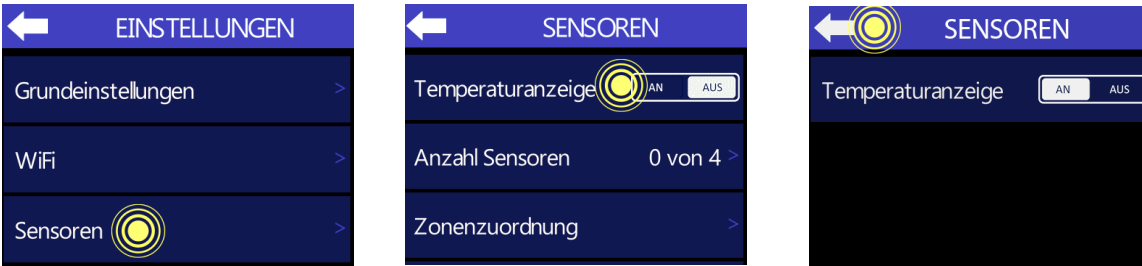 EINSTELLUNGEN
Grundeinstellungen >
WiFi >
Sensoren >
SENSOREN
Temperaturanzeige AN AUS
Anzahl Sensoren 0 von 4 >
Zonenzuordnung >
SENSOREN
Temperaturanzeige AN AUS